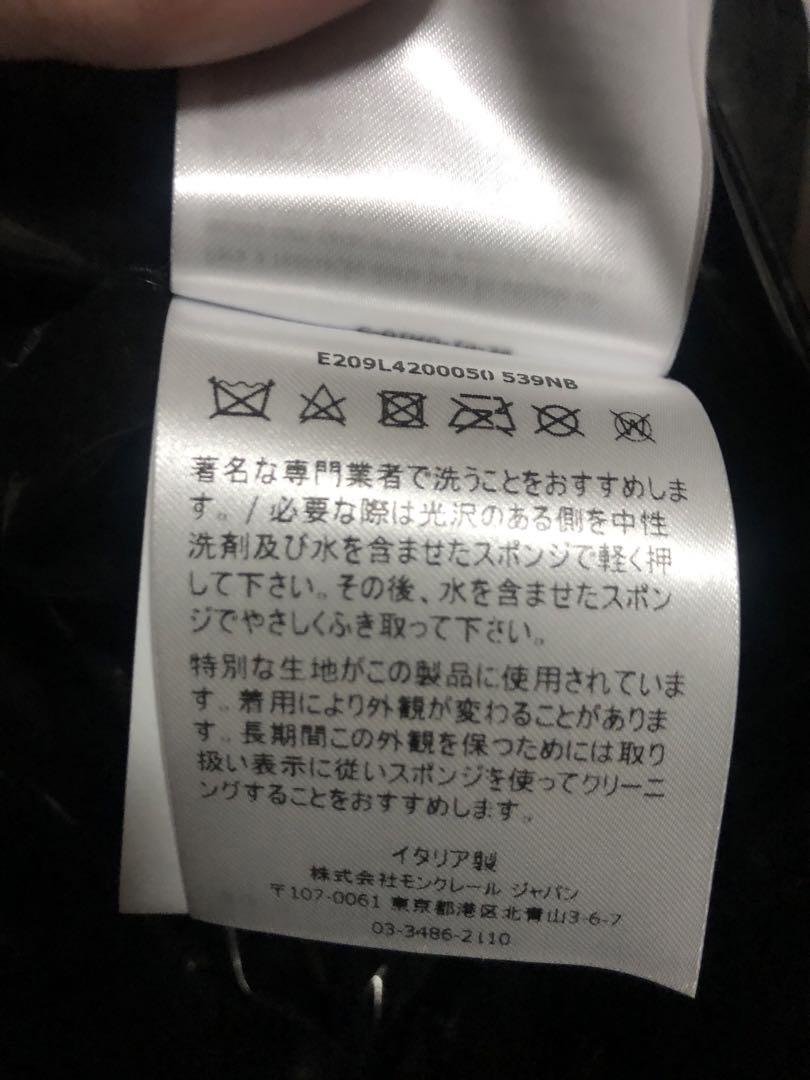 E209L4200050 539NB
著名な専門業者で洗うことをおすすめしま
す。/ 必要な際は光沢のある側を中性
洗剤及び水を含ませたスポンジで軽く押
して下さい。その後、水を含ませたスポン
ジでやさしくふき取って下さい。
特別な生地がこの製品に使用されていま
す。着用により外観が変わることがありま
す。長期間この外観を保つためには取り
扱い表示に従いスポンジを使ってクリーニ
ングすることをおすすめします。
イタリア製
株式会社モンクレール ジャパン
〒107-0061 東京都港区北青山3-6-7
03-3486-2110